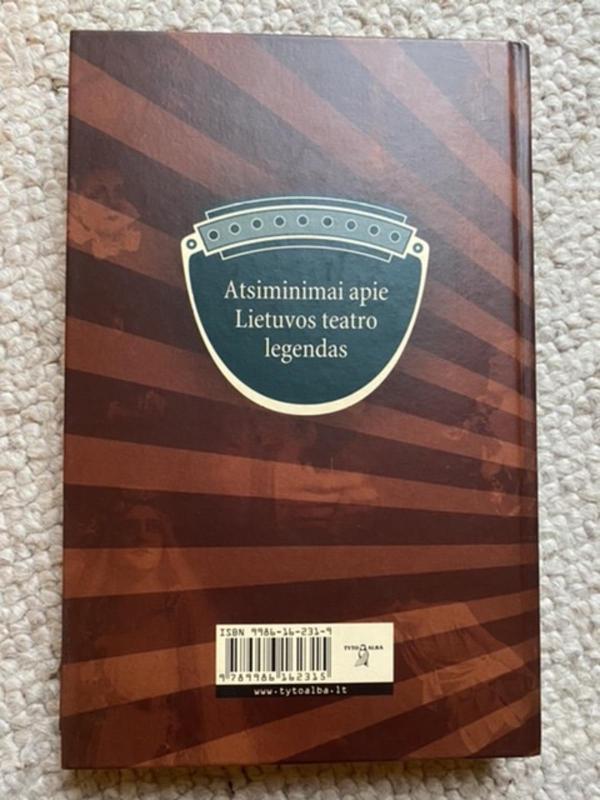 Atsiminimai apie
Lietuvos teatro
legendas
ISBN 9986-16-231-9
TYTO ALBA
9 789986 162315
www.tytoalba.lt